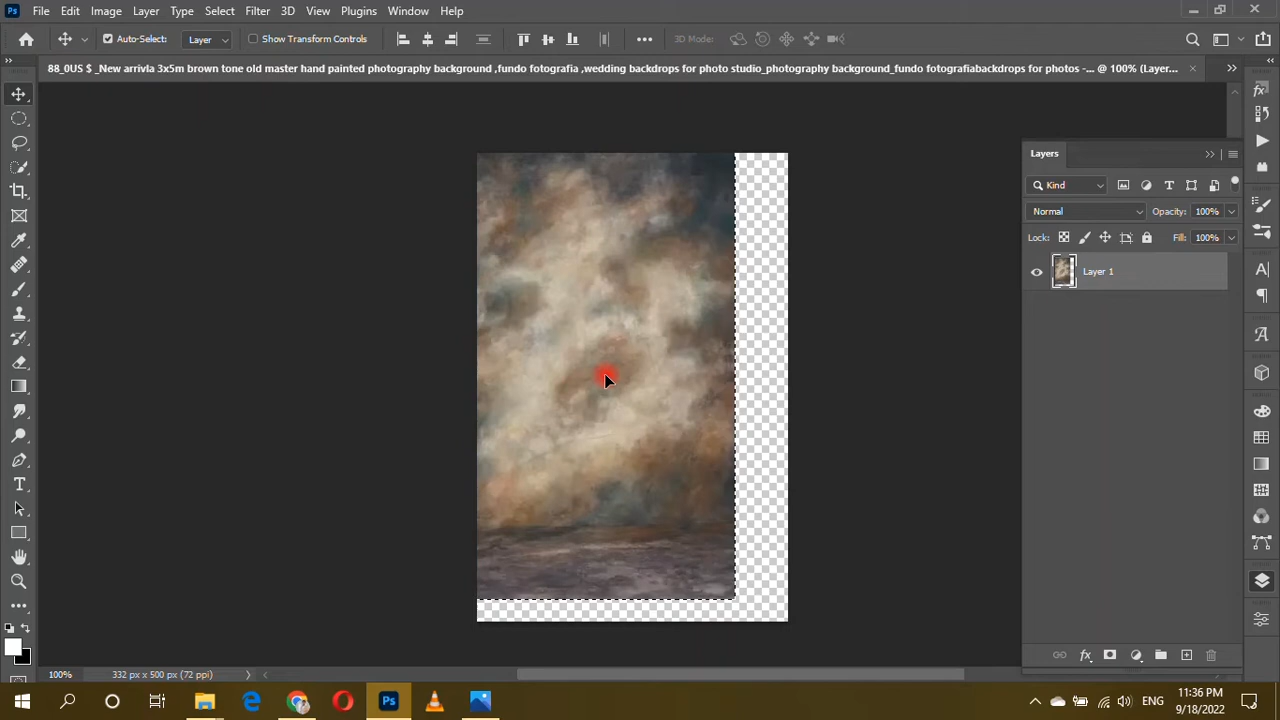 Ps File Edit Image Layer Type Select Filter 3D View Plugins Window Help
Auto-Select: Layer Show Transform Controls 3D Mode:
88_0US $ _New arrivla 3x5m brown tone old master hand painted photography background ,fundo fotografia ,wedding backdrops for photo studio_photography background_fundo fotografiabackdrops for photos -... @ 100% (Layer...
Layers
Kind
Normal Opacity: 100%
Lock: Fill: 100%
Layer 1
100% 332 px x 500 px (72 ppi)
Ps ENG 11:36 PM
9/18/2022